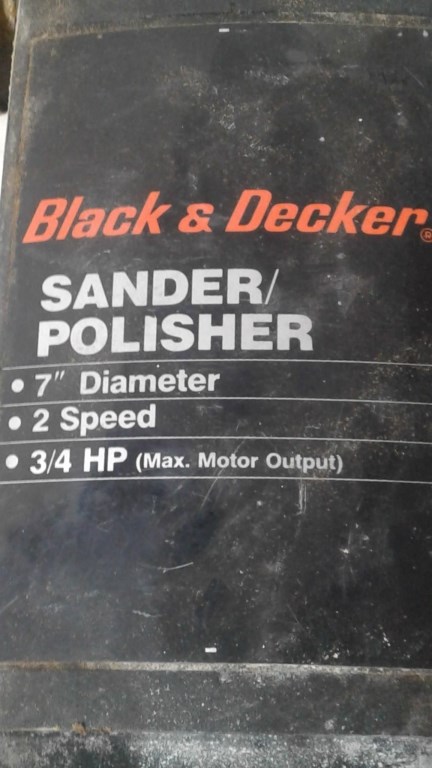 Black & Decker®
SANDER/
POLISHER
• 7" Diameter
• 2 Speed
• 3/4 HP (Max. Motor Output)